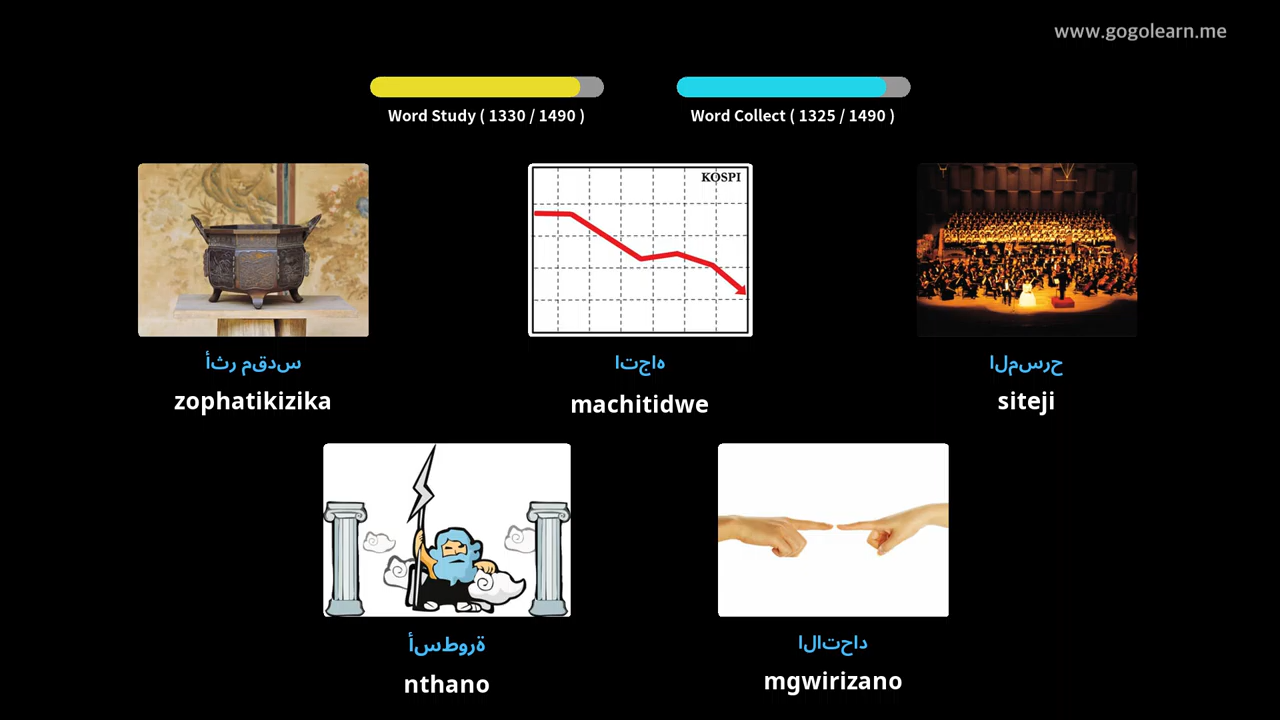 www.gogolearn.me
Word Study ( 1330 / 1490 )
Word Collect ( 1325 / 1490 )
أثر مقدس
اتجاه
المسرح
zophatikizika
machitidwe
siteji
KOSPI
أسطورة
الاتحاد
nthano
mgwirizano